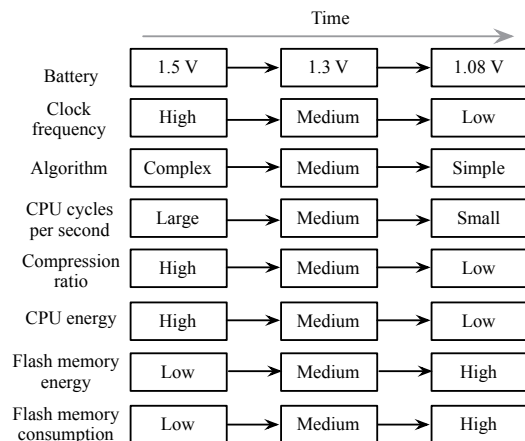 Time
Battery
1.5 V
1.3 V
1.08 V
Clock
frequency
High
Medium
Low
Algorithm
Complex
Medium
Simple
CPU cycles
per second
Large
Medium
Small
Compression
ratio
High
Medium
Low
CPU energy
High
Medium
Low
Flash memory
energy
Low
Medium
High
Flash memory
consumption
Low
Medium
High